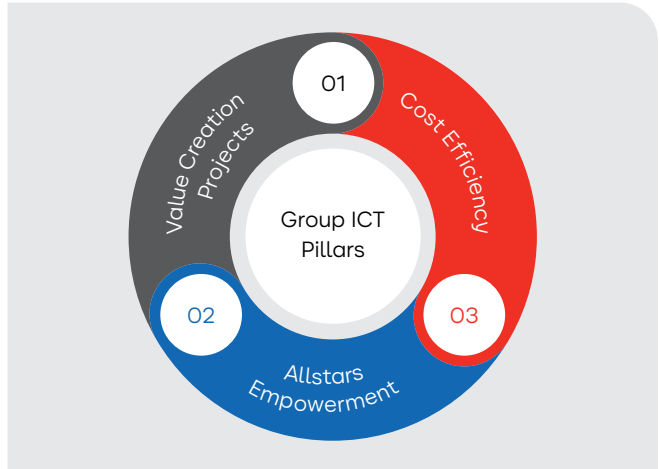 01
Value Creation
Projects
Cost Efficiency
Group ICT
Pillars
02
03
Allstars
Empowerment